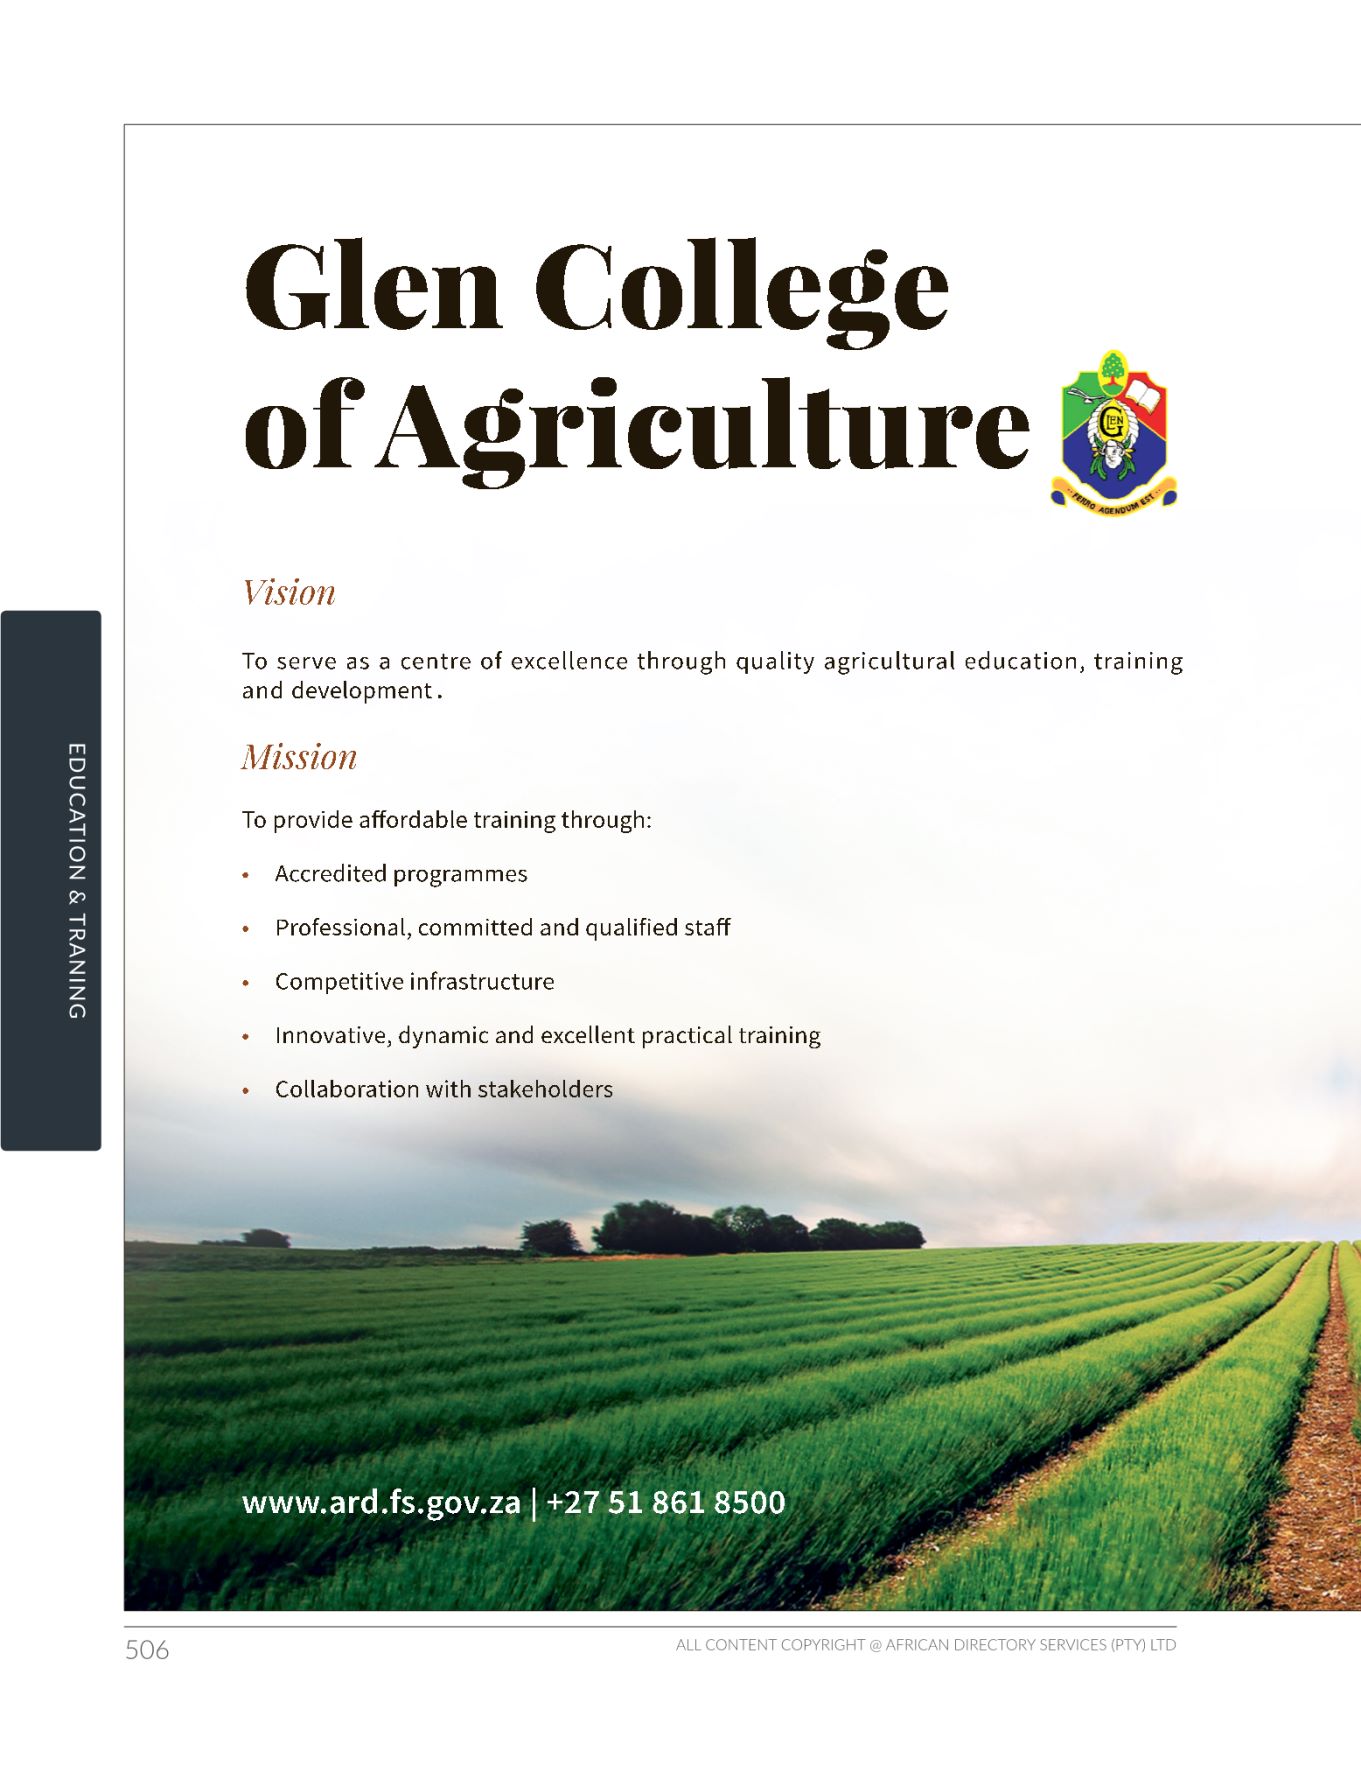 Glen College
of Agriculture
GLEN
FERRO AGENDUM EST
Vision
To serve as a centre of excellence through quality agricultural education, training
and development.
Mission
To provide affordable training through:
• Accredited programmes
• Professional, committed and qualified staff
• Competitive infrastructure
• Innovative, dynamic and excellent practical training
• Collaboration with stakeholders
EDUCATION & TRANING
www.ard.fs.gov.za | +27 51 861 8500
506
ALL CONTENT COPYRIGHT @ AFRICAN DIRECTORY SERVICES (PTY) LTD